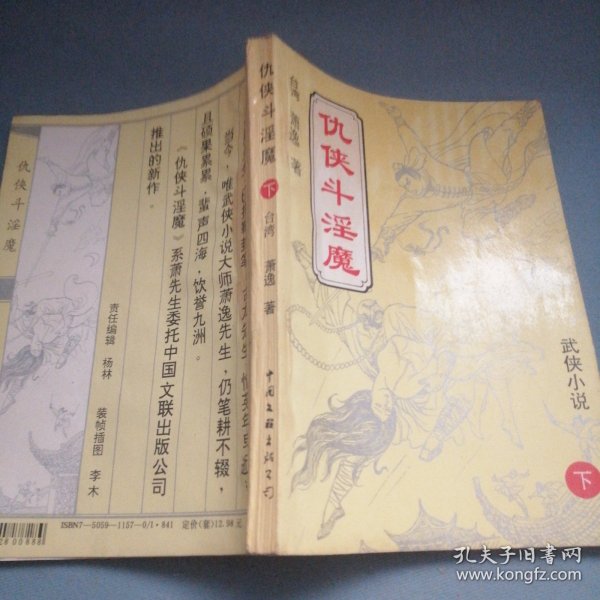 台湾 萧逸 著
仇侠斗淫魔
武侠小说
下
仇侠斗淫魔
下
台湾 萧逸 著
中国文联出版公司
当今，唯武侠小说大师萧逸先生，仍笔耕不辍，
且硕果累累，蜚声四海，饮誉九洲。
《仇侠斗淫魔》系萧先生委托中国文联出版公司
推出的新作。
责任编辑 杨林
装帧插图 李木
仇侠斗淫魔
ISBN7-5059-1157-0/I·841 定价(套)12.98元
孔夫子旧书网
www.kongfz.com